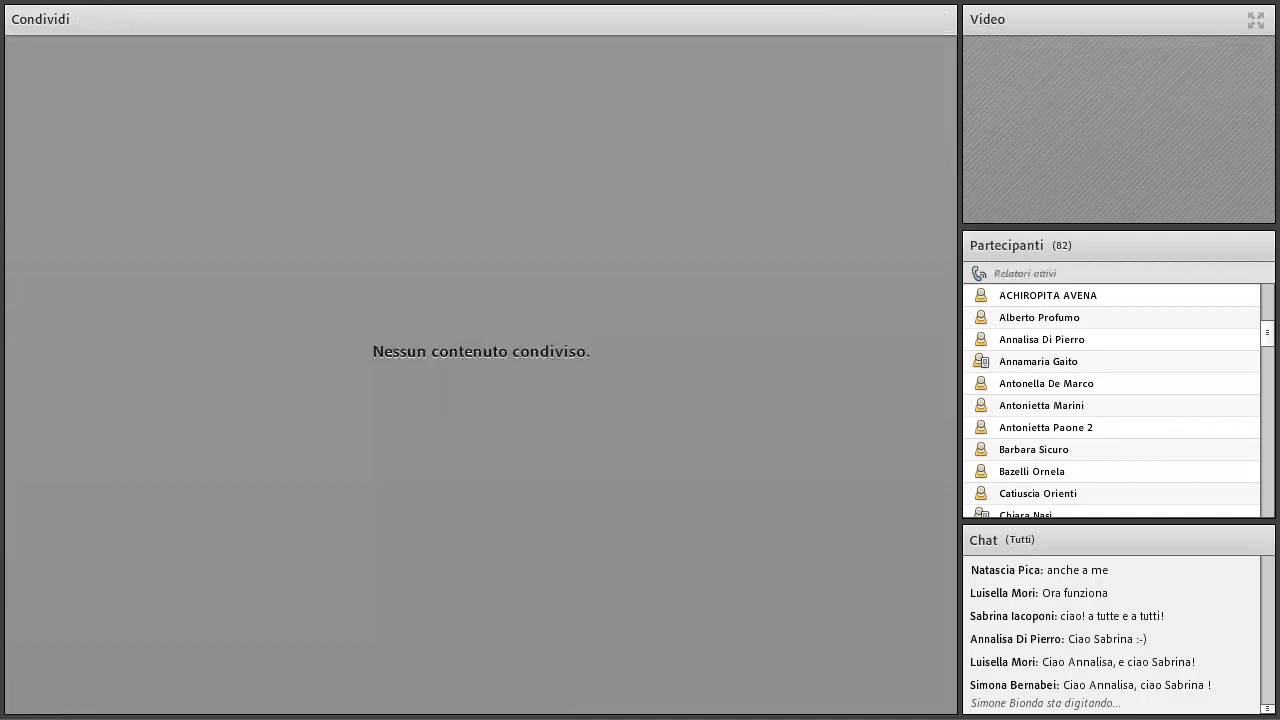 Condividi
Nessun contenuto condiviso.
Video
Partecipanti (82)
Relatori attivi
ACHIROPITA AVENA
Alberto Profumo
Annalisa Di Pierro
Annamaria Gaito
Antonella De Marco
Antonietta Marini
Antonietta Paone 2
Barbara Sicuro
Bazelli Ornela
Catiuscia Orienti
Chiara Nasi
Chat (Tutti)
Natascia Pica: anche a me
Luisella Mori: Ora funziona
Sabrina Iacoponi: ciao! a tutte e a tutti!
Annalisa Di Pierro: Ciao Sabrina :-)
Luisella Mori: Ciao Annalisa, e ciao Sabrina!
Simona Bernabei: Ciao Annalisa, ciao Sabrina !
Simone Bionda sta digitando...